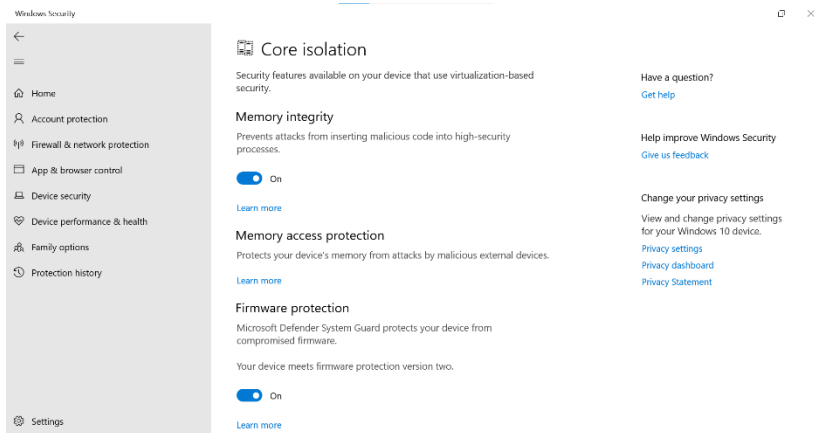 Windows Security
Home
Account protection
Firewall & network protection
App & browser control
Device security
Device performance & health
Family options
Protection history
Settings
Core isolation
Security features available on your device that use virtualization-based
security.
Memory integrity
Prevents attacks from inserting malicious code into high-security
processes.
On
Learn more
Memory access protection
Protects your device's memory from attacks by malicious external devices.
Learn more
Firmware protection
Microsoft Defender System Guard protects your device from
compromised firmware.
Your device meets firmware protection version two.
On
Learn more
Have a question?
Get help
Help improve Windows Security
Give us feedback
Change your privacy settings
View and change privacy settings
for your Windows 10 device.
Privacy settings
Privacy dashboard
Privacy Statement